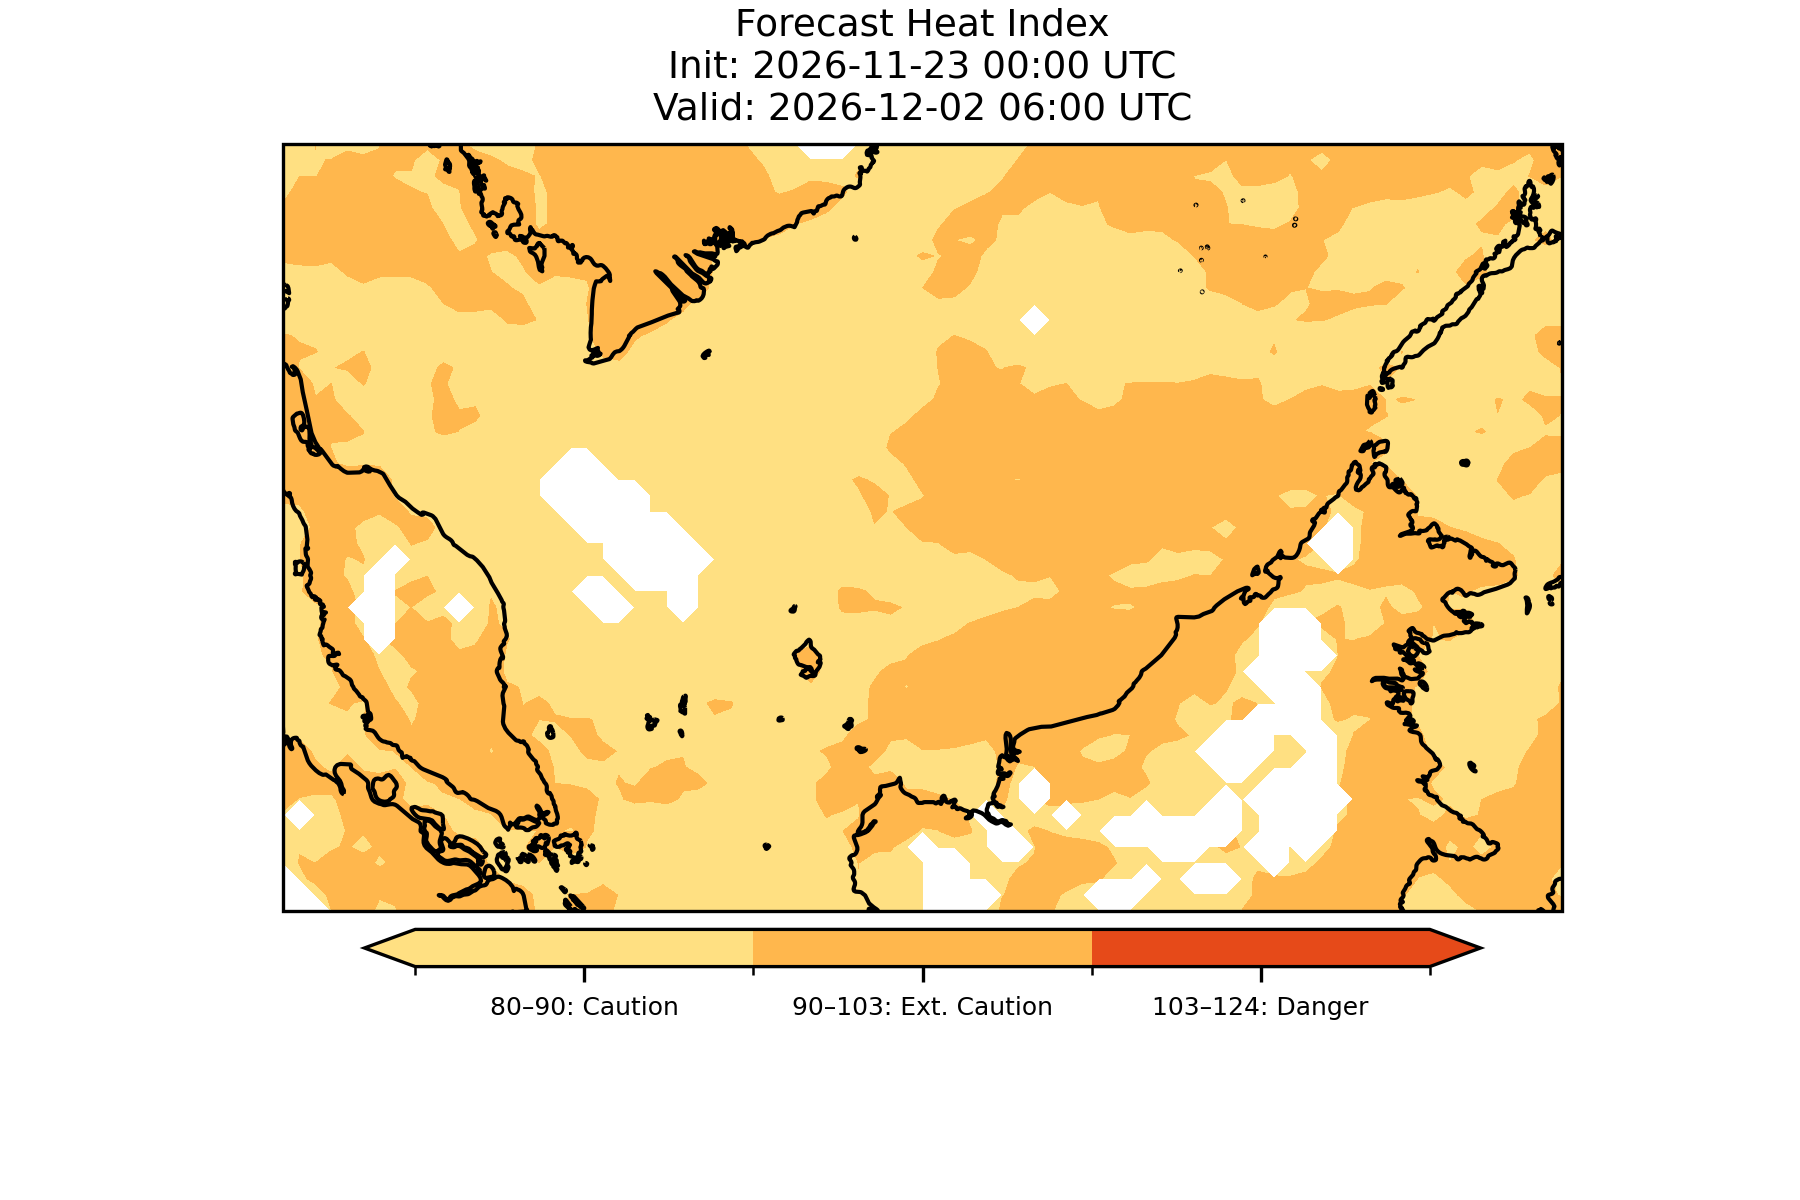 Forecast Heat Index
Init: 2026-11-23 00:00 UTC
Valid: 2026-12-02 06:00 UTC
80–90: Caution
90–103: Ext. Caution
103–124: Danger